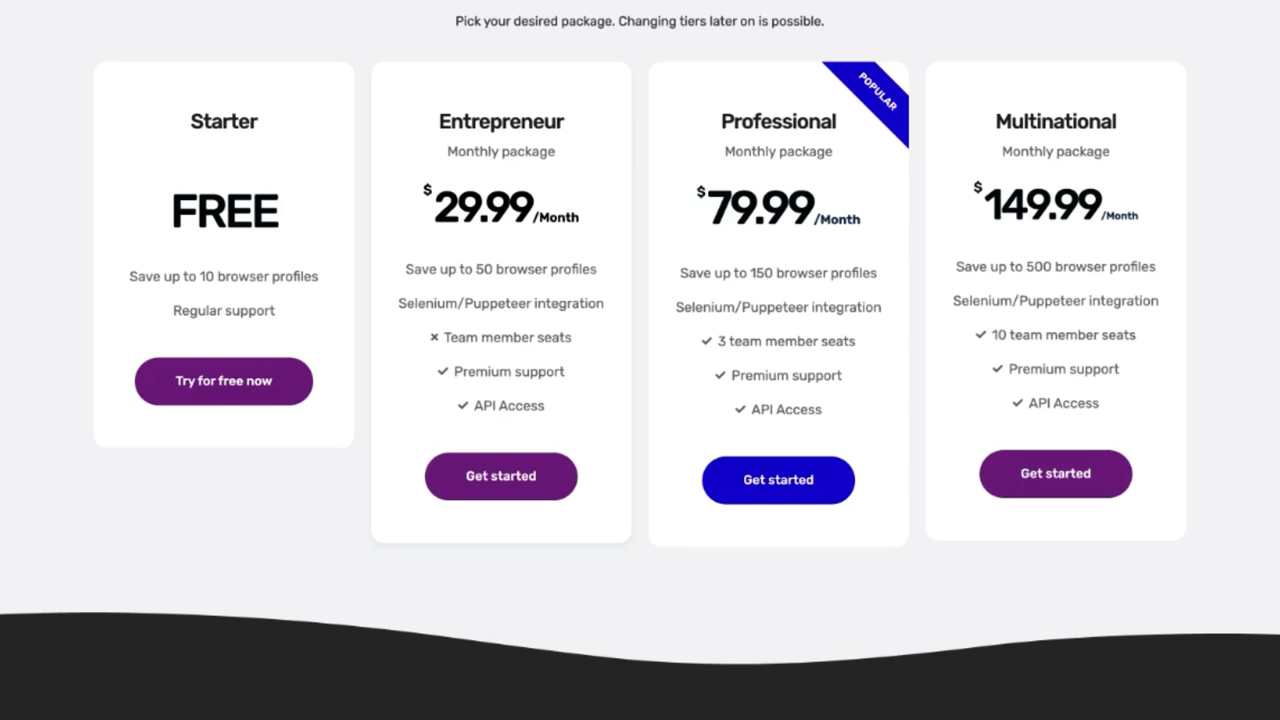 Pick your desired package. Changing tiers later on is possible.
Starter
FREE
Save up to 10 browser profiles
Regular support
Try for free now
Entrepreneur
Monthly package
$29.99/Month
Save up to 50 browser profiles
Selenium/Puppeteer integration
× Team member seats
✓ Premium support
✓ API Access
Get started
POPULAR
Professional
Monthly package
$79.99/Month
Save up to 150 browser profiles
Selenium/Puppeteer integration
✓ 3 team member seats
✓ Premium support
✓ API Access
Get started
Multinational
Monthly package
$149.99/Month
Save up to 500 browser profiles
Selenium/Puppeteer integration
✓ 10 team member seats
✓ Premium support
✓ API Access
Get started